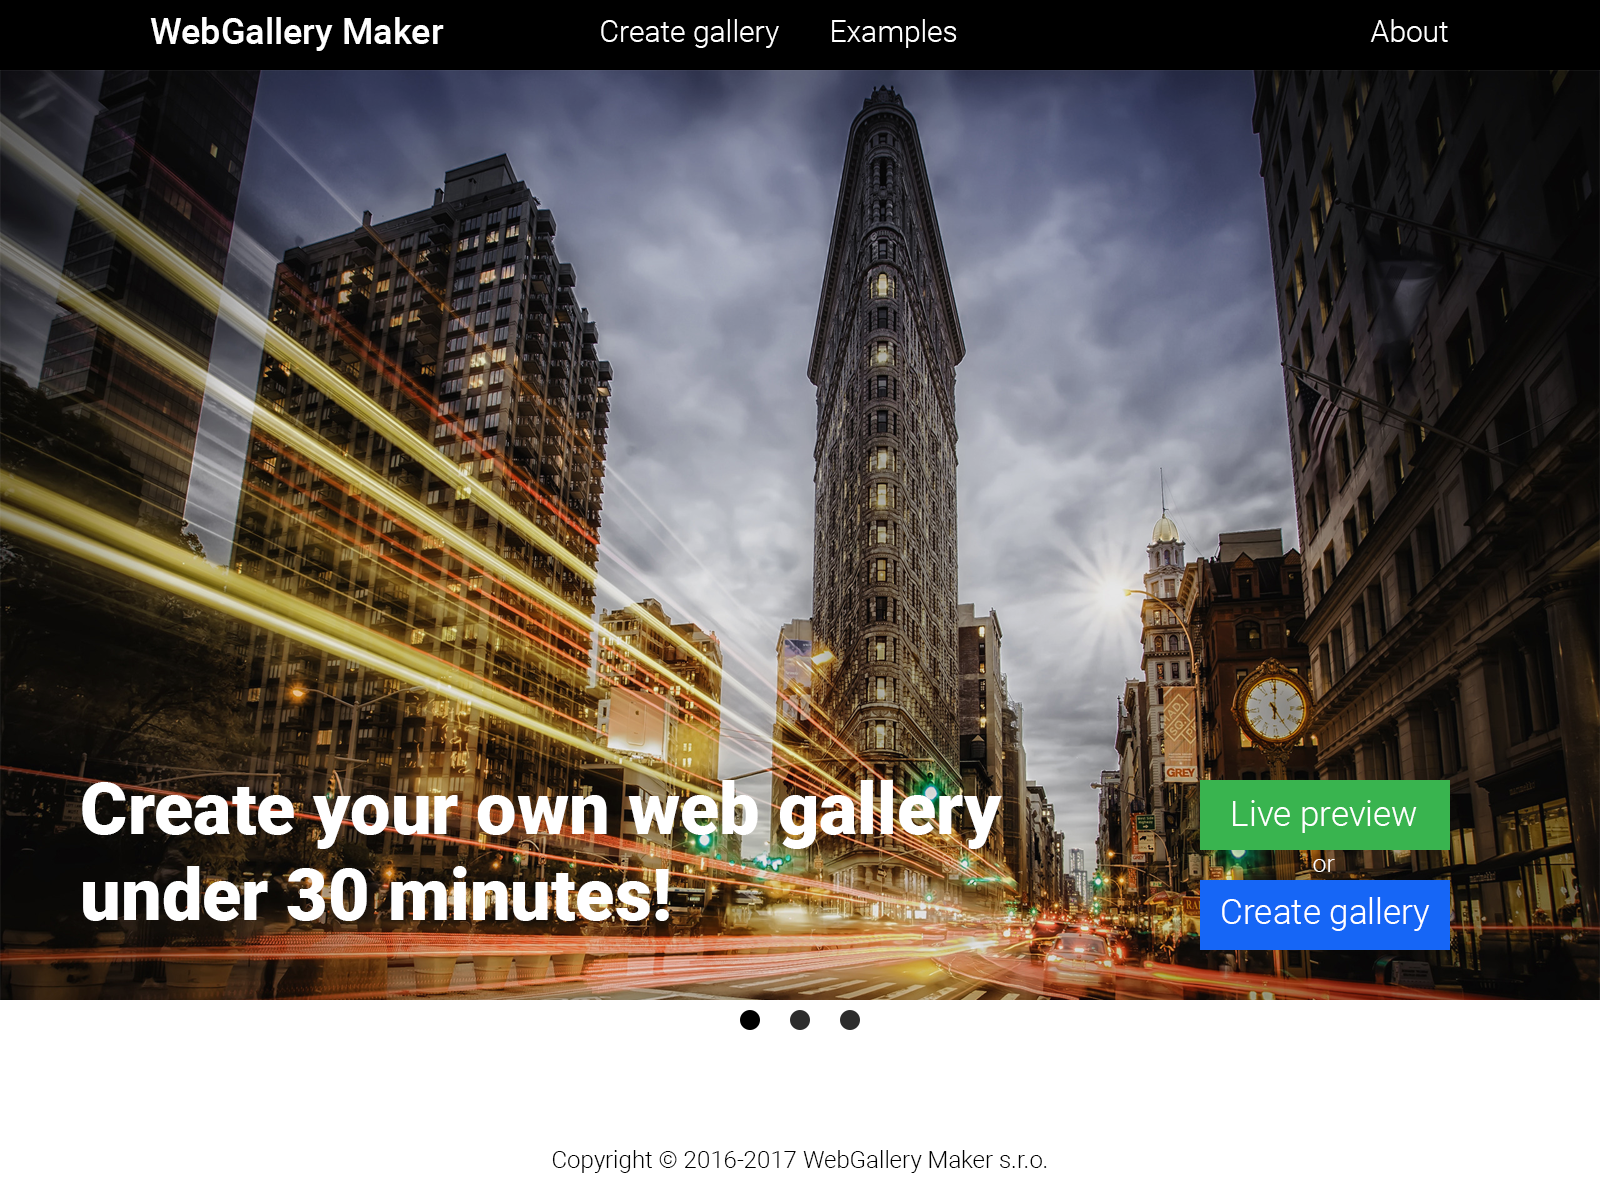 WebGallery Maker
Create gallery
Examples
About
GREY
Create your own web gallery
under 30 minutes!
Live preview
or
Create gallery
Copyright © 2016-2017 WebGallery Maker s.r.o.